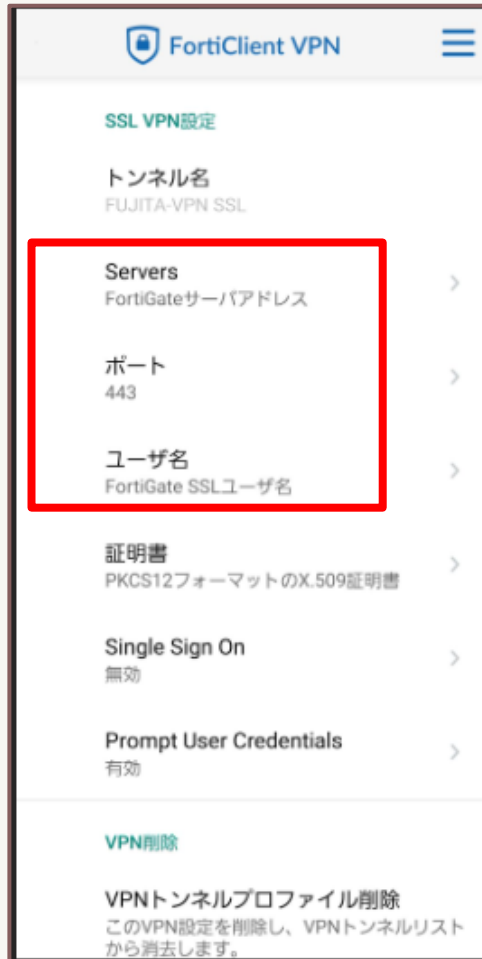 FortiClient VPN
SSL VPN設定
トンネル名
FUJITA-VPN SSL
Servers
FortiGateサーバアドレス
ポート
443
ユーザ名
FortiGate SSLユーザ名
証明書
PKCS12フォーマットのX.509証明書
Single Sign On
無効
Prompt User Credentials
有効
VPN削除
VPNトンネルプロファイル削除
このVPN設定を削除し、VPNトンネルリスト
から消去します。